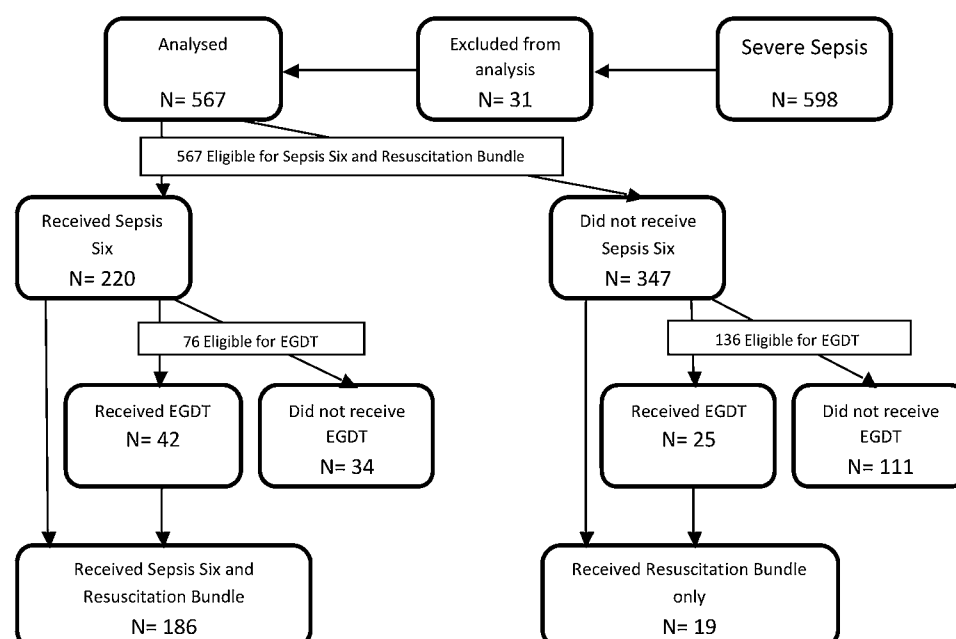 Analysed
N= 567
Excluded from
analysis
N= 31
Severe Sepsis
N= 598
567 Eligible for Sepsis Six and Resuscitation Bundle
Received Sepsis
Six
N= 220
Did not receive
Sepsis Six
N= 347
76 Eligible for EGDT
136 Eligible for EGDT
Received EGDT
N= 42
Did not receive
EGDT
N= 34
Received EGDT
N= 25
Did not receive
EGDT
N= 111
Received Sepsis Six and
Resuscitation Bundle
N= 186
Received Resuscitation Bundle
only
N= 19